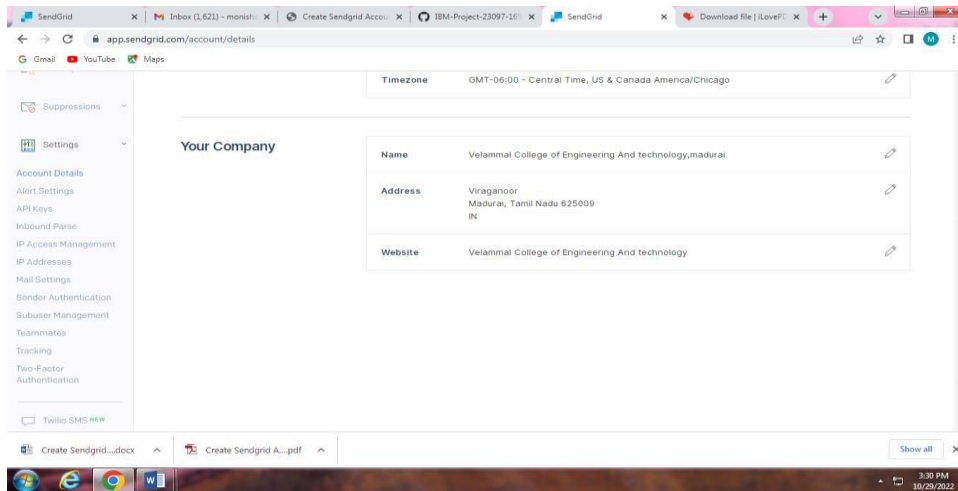 SendGrid
Inbox (1,621) - monish
Create Sendgrid Accou
IBM-Project-23097-165
SendGrid
Download file | iLovePD
app.sendgrid.com/account/details
M
Gmail
YouTube
Maps
Timezone GMT-06:00 - Central Time, US & Canada America/Chicago
Suppressions
Settings
Account Details
Alert Settings
API Keys
Inbound Parse
IP Access Management
IP Addresses
Mail Settings
Sender Authentication
Subuser Management
Teammates
Tracking
Two-Factor
Authentication
Twilio SMS NEW
Your Company
Name Velammal College of Engineering And technology,madurai
Address Viraganoor
Madurai, Tamil Nadu 625009
IN
Website Velammal College of Engineering And technology
Create Sendgrid....docx
Create Sendgrid A....pdf
Show all
3:30 PM
10/29/2022